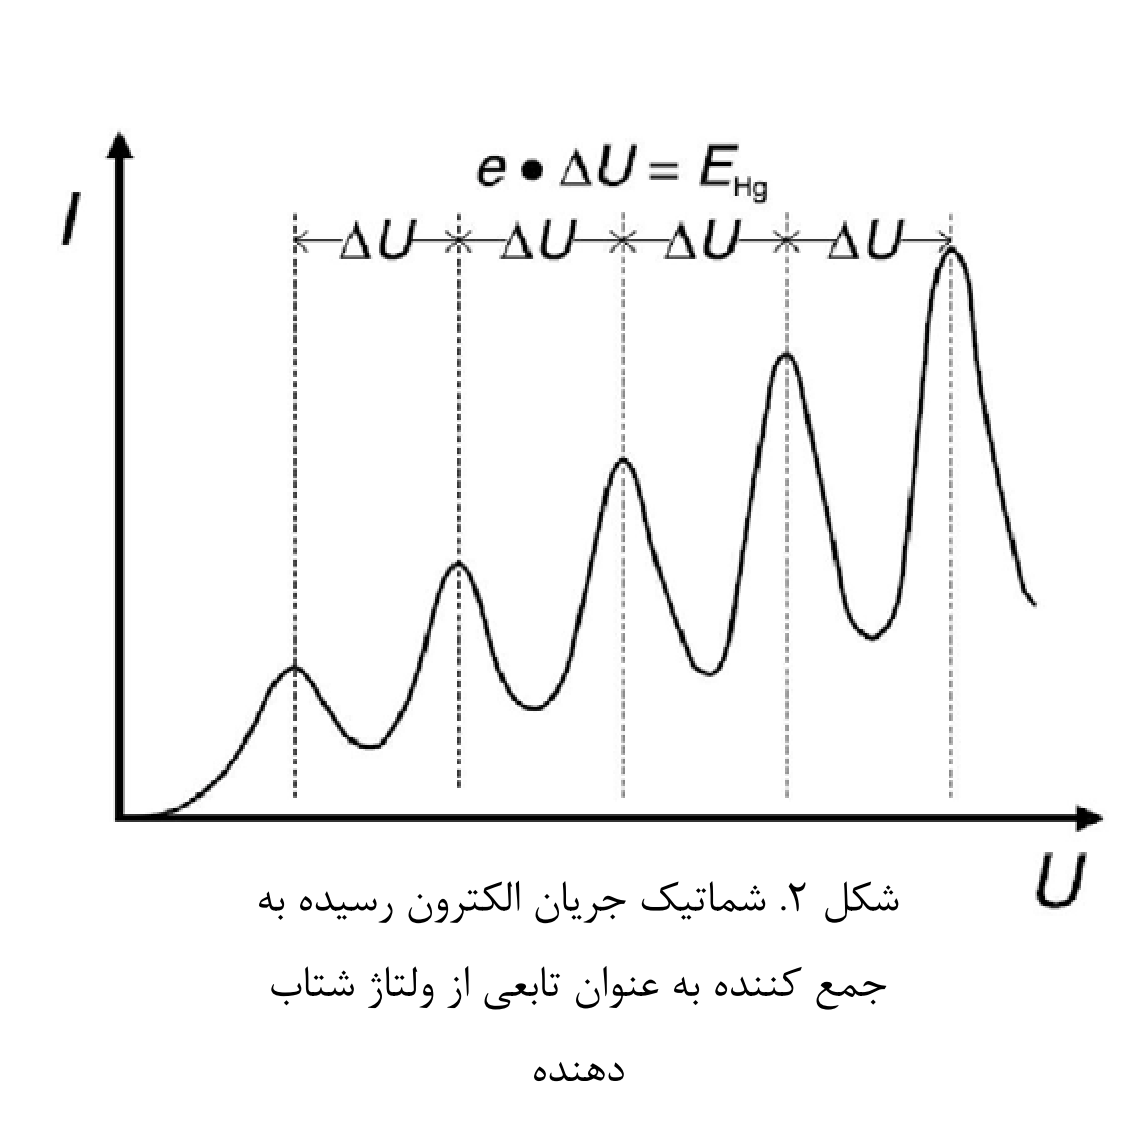 e • ΔU = E_Hg
ΔU ΔU ΔU ΔU
I
U
شکل ۲. شماتیک جریان الکترون رسیده به
جمع کننده به عنوان تابعی از ولتاژ شتاب
دهنده